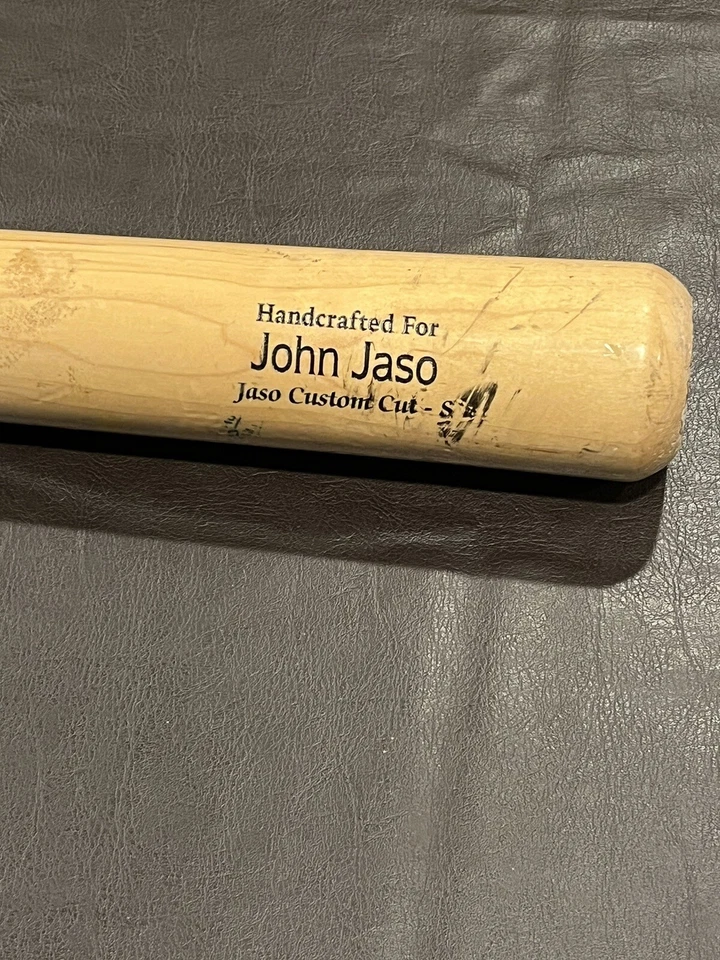 Handcrafted For
John Jaso
Jaso Custom Cut - S